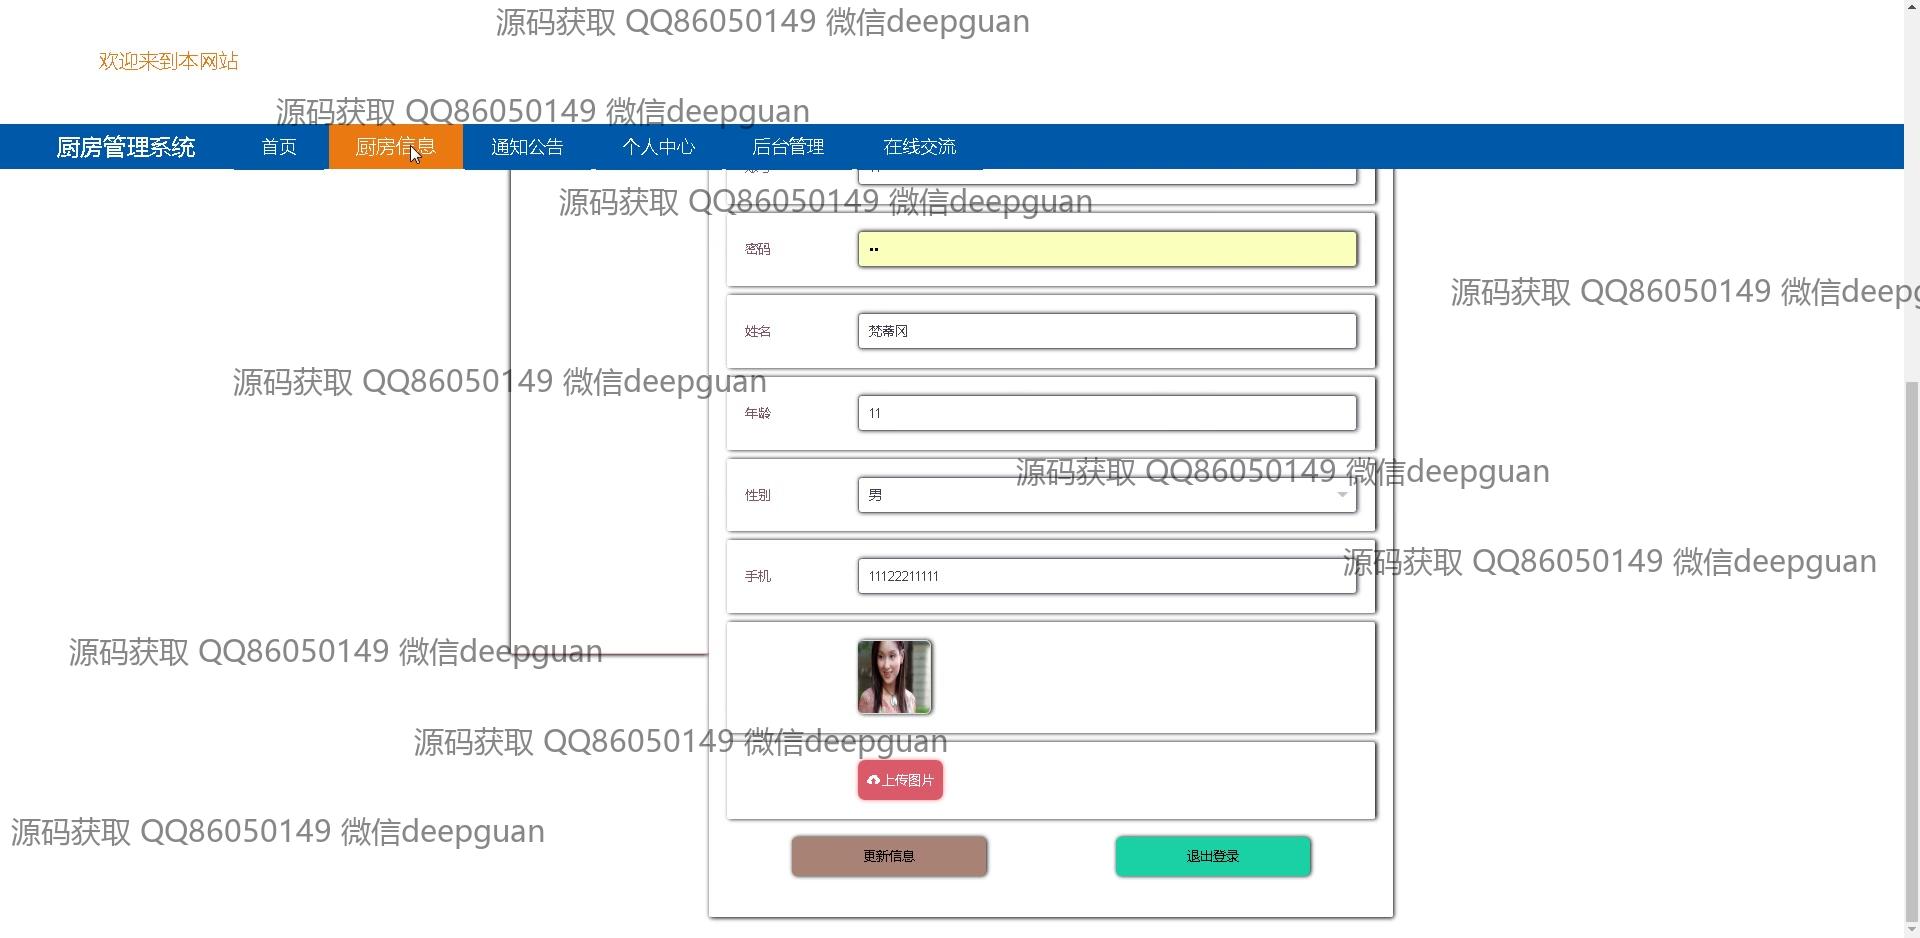 源码获取 QQ86050149 微信deepguan
欢迎来到本网站
源码获取 QQ86050149 微信deepguan
厨房管理系统 首页 厨房信息 通知公告 个人中心 后台管理 在线交流
源码获取 QQ86050149 微信deepguan
密码 ••
源码获取 QQ86050149 微信deepg
姓名 梵蒂冈
源码获取 QQ86050149 微信deepguan
年龄 11
源码获取 QQ86050149 微信deepguan
性别 男
源码获取 QQ86050149 微信deepguan
手机 11122211111
源码获取 QQ86050149 微信deepguan
源码获取 QQ86050149 微信deepguan
上传图片
源码获取 QQ86050149 微信deepguan
更新信息 退出登录